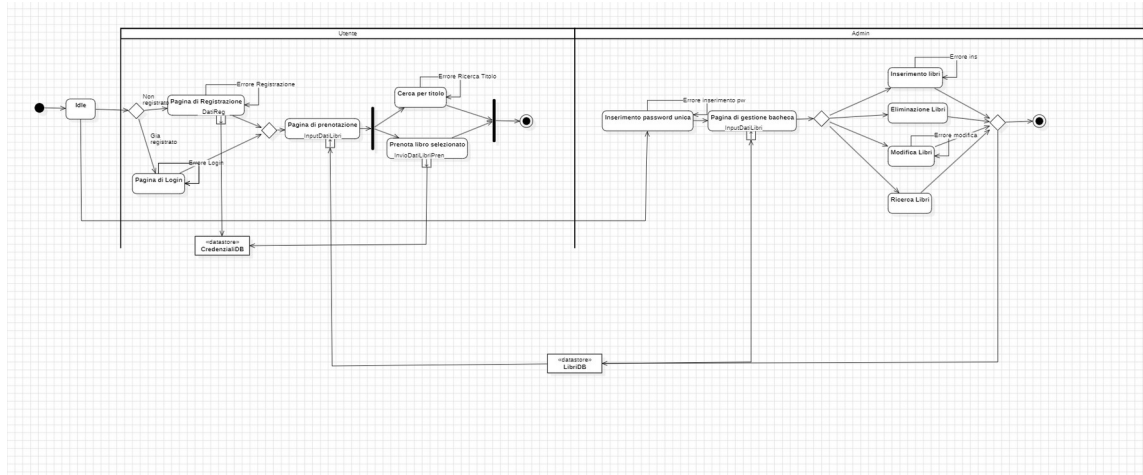 Utente
Admin
Idle
Non
registrato
Già
registrato
Pagina di Registrazione
DatiReg
Errore Registrazione
Pagina di Login
Errore Login
Pagina di prenotazione
InputDatiLibri
Cerca per titolo
Errore Ricerca Titolo
Prenota libro selezionato
InvioDatiLibriPren
Inserimento password unica
Errore inserimento pw
Pagina di gestione bacheca
InputDatiLibri
Inserimento libri
Errore ins
Eliminazione Libri
Modifica Libri
Errore modifica
Ricerca Libri
«datastore»
CredenzialiDB
«datastore»
LibriDB